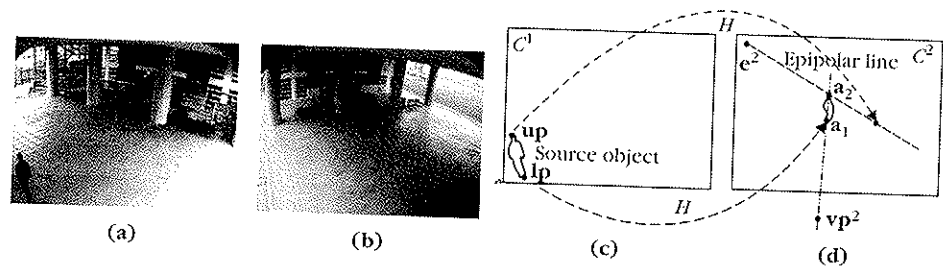 C¹
up
Source object
lp
(c)
H
H
C²
e²
Epipolar line
a₂
a₁
vp²
(d)
(a)
(b)